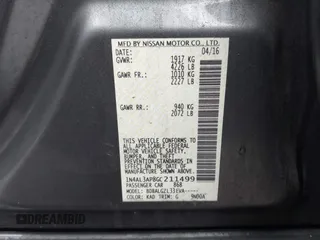 MFD BY NISSAN MOTOR CO., LTD.
DATE: 04/16
GVWR: 1917 KG
4226 LB
GAWR FR: 1010 KG
2227 LB
GAWR RR: 940 KG
2072 LB
THIS VEHICLE CONFORMS TO ALL
APPLICABLE FEDERAL MOTOR
VEHICLE SAFETY, BUMPER, AND
THEFT PREVENTION STANDARDS
IN EFFECT ON THE DATE OF
MANUFACTURE SHOWN ABOVE.
1N4AL3AP8GC211499
PASSENGER CAR 868
MODEL:
COLOR: KAD TRIM: G
DREAMBID